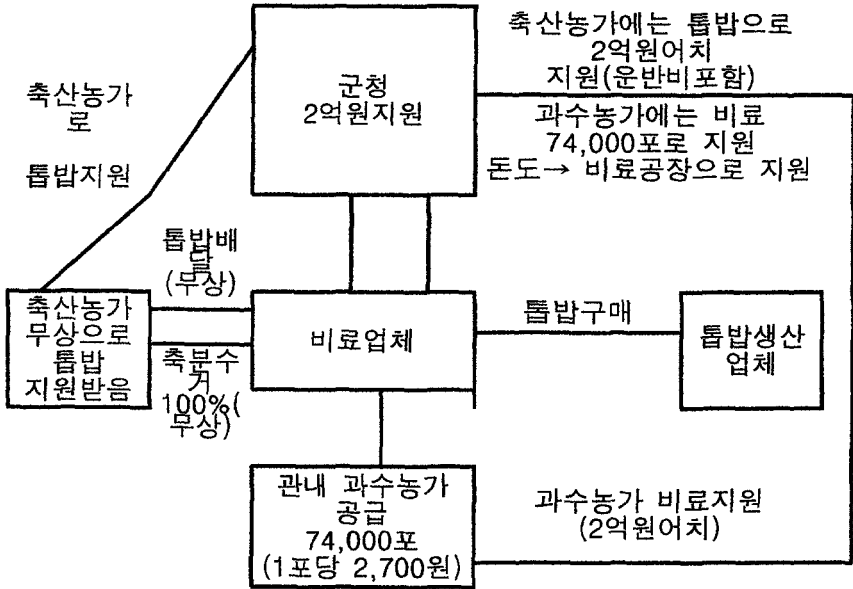 축산농가에는 톱밥으로
2억원어치
지원(운반비포함)
군청
2억원지원
축산농가
로
톱밥지원
과수농가에는 비료
74,000포로 지원
돈도→ 비료공장으로 지원
톱밥배
달
(무상)
축산농가
무상으로
톱밥
지원받음
비료업체
톱밥구매
톱밥생산
업체
축분수
거
100%(
무상)
관내 과수농가
공급
74,000포
(1포당 2,700원)
과수농가 비료지원
(2억원어치)